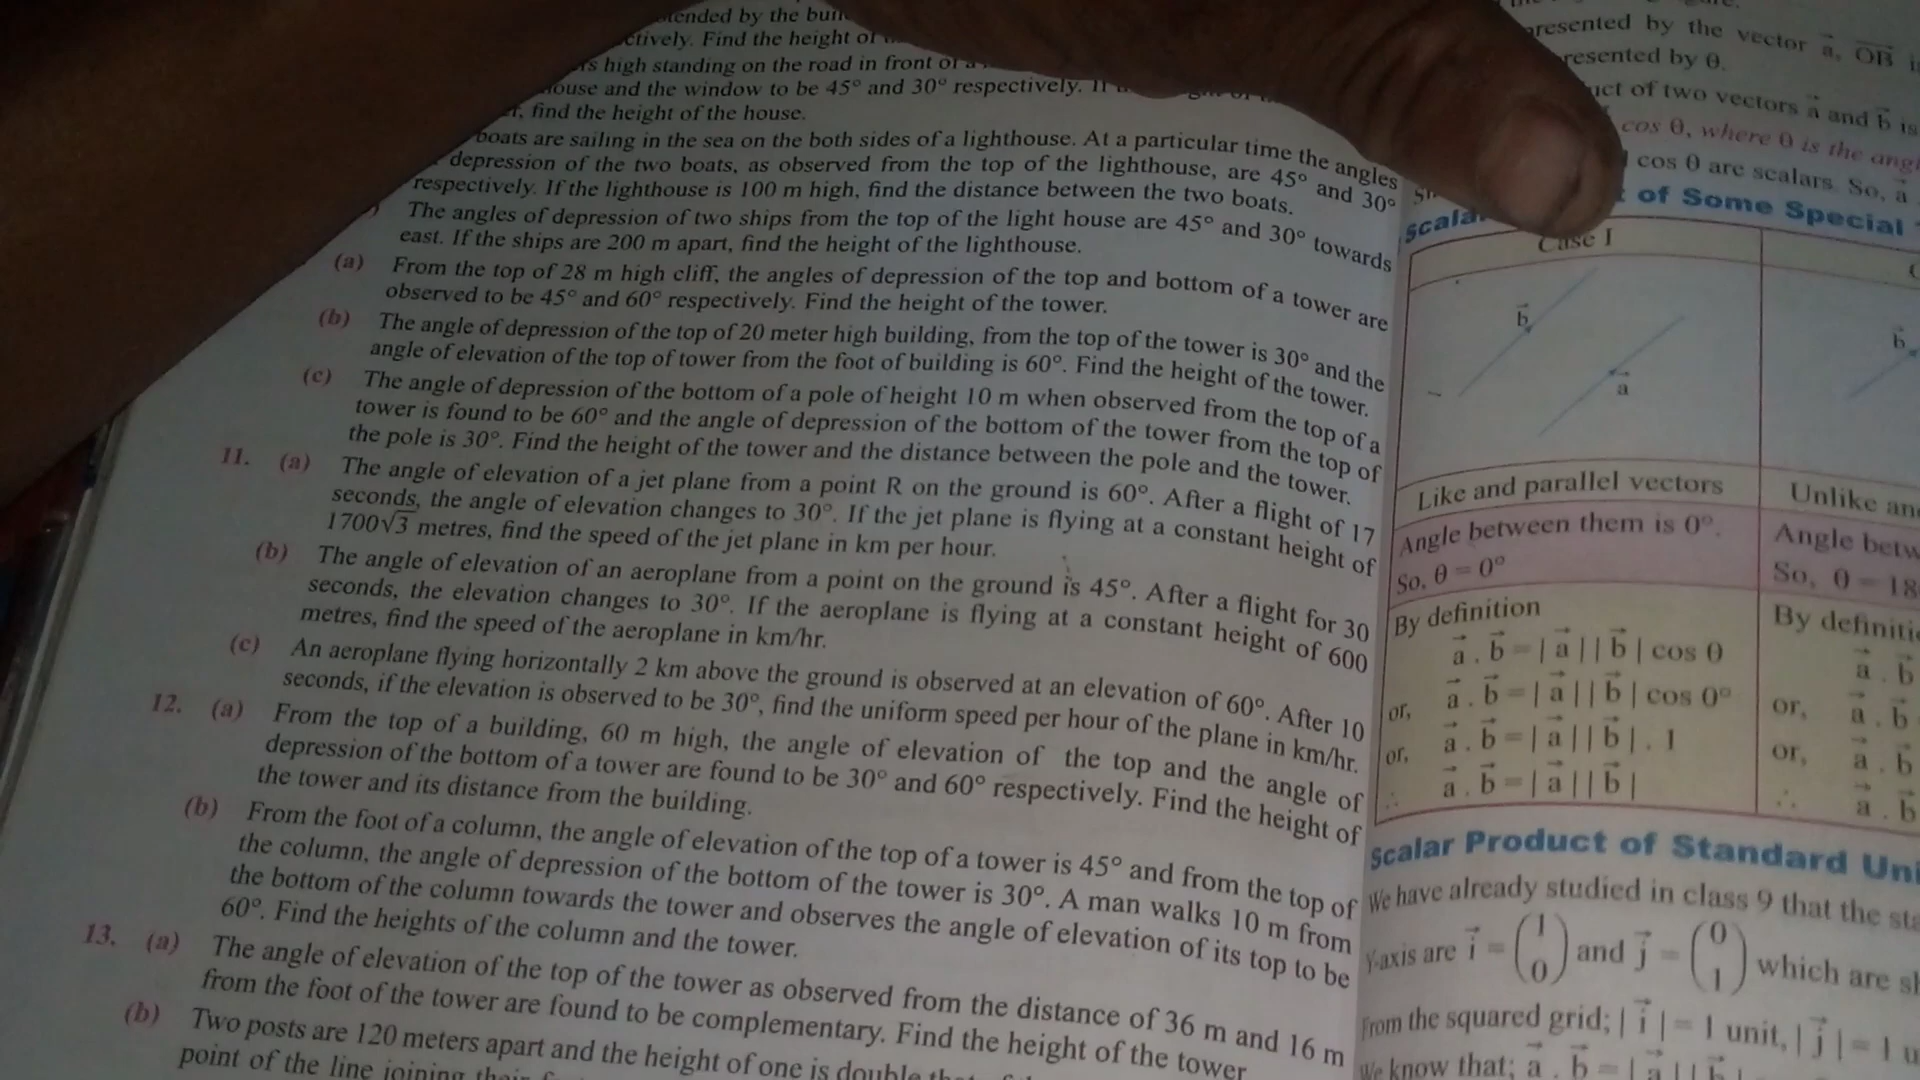 tended by the
ctively. Find the height of
high standing on the road in front of
ouse and the window to be 45° and 30° respectively.
find the height of the house.
boats are sailing in the sea on the both sides of a lighthouse. At a particular time the angles
depression of the two boats, as observed from the top of the lighthouse, are 45° and 30°
respectively. If the lighthouse is 100 m high, find the distance between the two boats.
The angles of depression of two ships from the top of the light house are 45° and 30° towards
east. If the ships are 200 m apart, find the height of the lighthouse.
(a) From the top of 28 m high cliff, the angles of depression of the top and bottom of a tower are
observed to be 45° and 60° respectively. Find the height of the tower.
(b) The angle of depression of the top of 20 meter high building, from the top of the tower is 30° and the
angle of elevation of the top of tower from the foot of building is 60°. Find the height of the tower.
(c) The angle of depression of the bottom of a pole of height 10 m when observed from the top of a
tower is found to be 60° and the angle of depression of the bottom of the tower from the top of
the pole is 30°. Find the height of the tower and the distance between the pole and the tower.
11. (a) The angle of elevation of a jet plane from a point R on the ground is 60°. After a flight of 17
seconds, the angle of elevation changes to 30°. If the jet plane is flying at a constant height of
1700√3 metres, find the speed of the jet plane in km per hour.
(b) The angle of elevation of an aeroplane from a point on the ground is 45°. After a flight for 30
seconds, the elevation changes to 30°. If the aeroplane is flying at a constant height of 600
metres, find the speed of the aeroplane in km/hr.
(c) An aeroplane flying horizontally 2 km above the ground is observed at an elevation of 60°. After 10
seconds, if the elevation is observed to be 30°, find the uniform speed per hour of the plane in km/hr.
12. (a) From the top of a building, 60 m high, the angle of elevation of the top and the angle of
depression of the bottom of a tower are found to be 30° and 60° respectively. Find the height of
the tower and its distance from the building.
(b) From the foot of a column, the angle of elevation of the top of a tower is 45° and from the top of
the column, the angle of depression of the bottom of the tower is 30°. A man walks 10 m from
the bottom of the column towards the tower and observes the angle of elevation of its top to be
60°. Find the heights of the column and the tower.
13. (a) The angle of elevation of the top of the tower as observed from the distance of 36 m and 16 m
from the foot of the tower are found to be complementary. Find the height of the tower
(b) Two posts are 120 meters apart and the height of one is double
point of the line joining
resented by the vector a⃗, OB⃗
resented by θ.
uct of two vectors a⃗ and b⃗ is
cos θ, where θ is the angl
cos θ are scalars. So, a⃗
Scala of Some Special
Case I
b⃗
a⃗
b⃗
Like and parallel vectors
Unlike an
Angle between them is 0°.
So, θ = 0°
Angle betw
So, θ = 18
By definition
a⃗ . b⃗ = | a⃗ | | b⃗ | cos θ
or, a⃗ . b⃗ = | a⃗ | | b⃗ | cos 0°
or, a⃗ . b⃗ = | a⃗ | | b⃗ | . 1
∴ a⃗ . b⃗ = | a⃗ | | b⃗ |
By definiti
a⃗ . b⃗
or, a⃗ . b⃗
or, a⃗ . b⃗
∴ a⃗ . b⃗
Scalar Product of Standard Uni
We have already studied in class 9 that the sta
Y-axis are i⃗ = (1 0) and j⃗ = (0 1) which are sh
From the squared grid; | i⃗ | = 1 unit, | j⃗ | = 1 u
We know that; a⃗ . b⃗ = | a⃗ | | b⃗ |